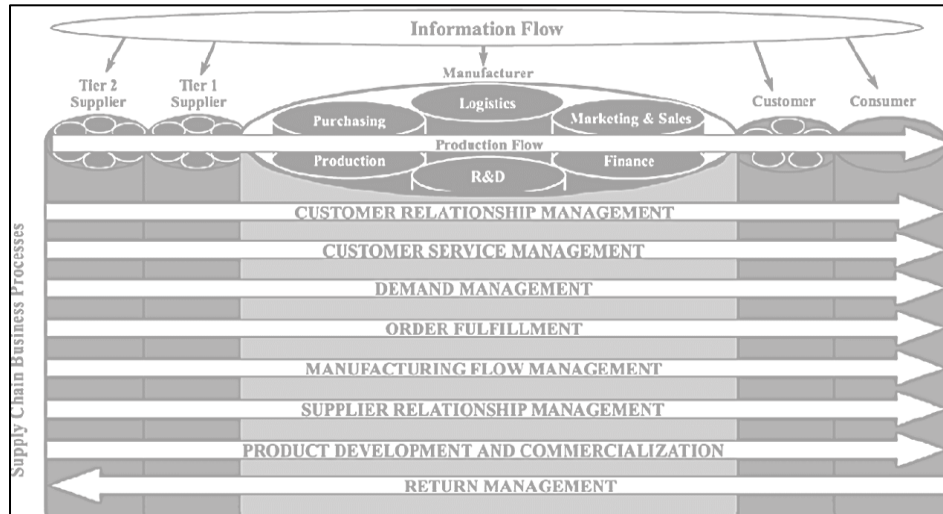 Information Flow
Manufacturer
Tier 2
Supplier
Tier 1
Supplier
Customer
Consumer
Logistics
Purchasing
Marketing & Sales
Production Flow
Production
Finance
R&D
Supply Chain Business Processes
CUSTOMER RELATIONSHIP MANAGEMENT
CUSTOMER SERVICE MANAGEMENT
DEMAND MANAGEMENT
ORDER FULFILLMENT
MANUFACTURING FLOW MANAGEMENT
SUPPLIER RELATIONSHIP MANAGEMENT
PRODUCT DEVELOPMENT AND COMMERCIALIZATION
RETURN MANAGEMENT